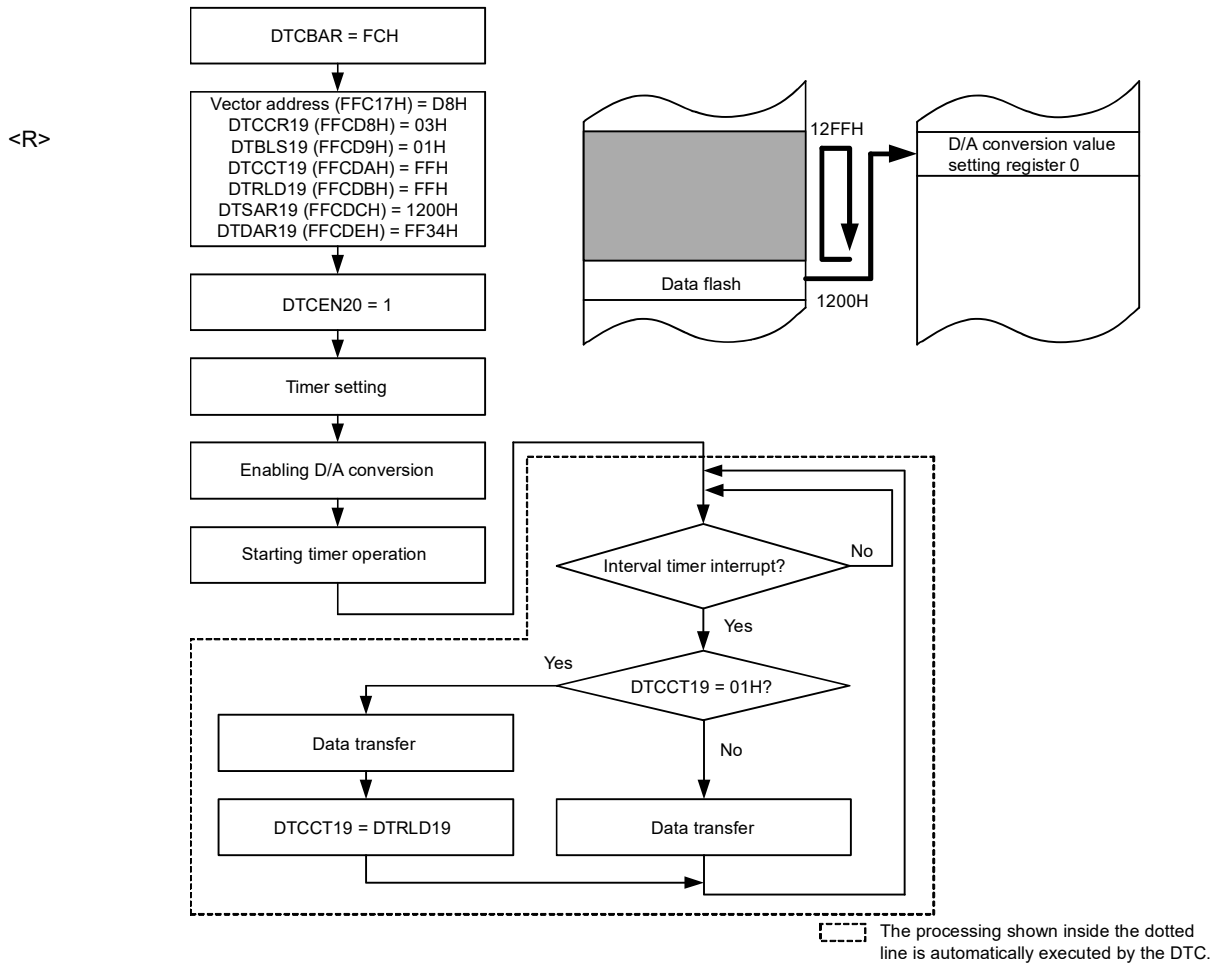 DTCBAR = FCH
<R>
Vector address (FFC17H) = D8H
DTCCR19 (FFCD8H) = 03H
DTBLS19 (FFCD9H) = 01H
DTCCT19 (FFCDAH) = FFH
DTRLD19 (FFCDBH) = FFH
DTSAR19 (FFCDCH) = 1200H
DTDAR19 (FFCDEH) = FF34H
DTCEN20 = 1
Timer setting
Enabling D/A conversion
Starting timer operation
12FFH
D/A conversion value
setting register 0
Data flash
1200H
Interval timer interrupt?
No
Yes
DTCCT19 = 01H?
Yes
No
Data transfer
DTCCT19 = DTRLD19
Data transfer
The processing shown inside the dotted
line is automatically executed by the DTC.